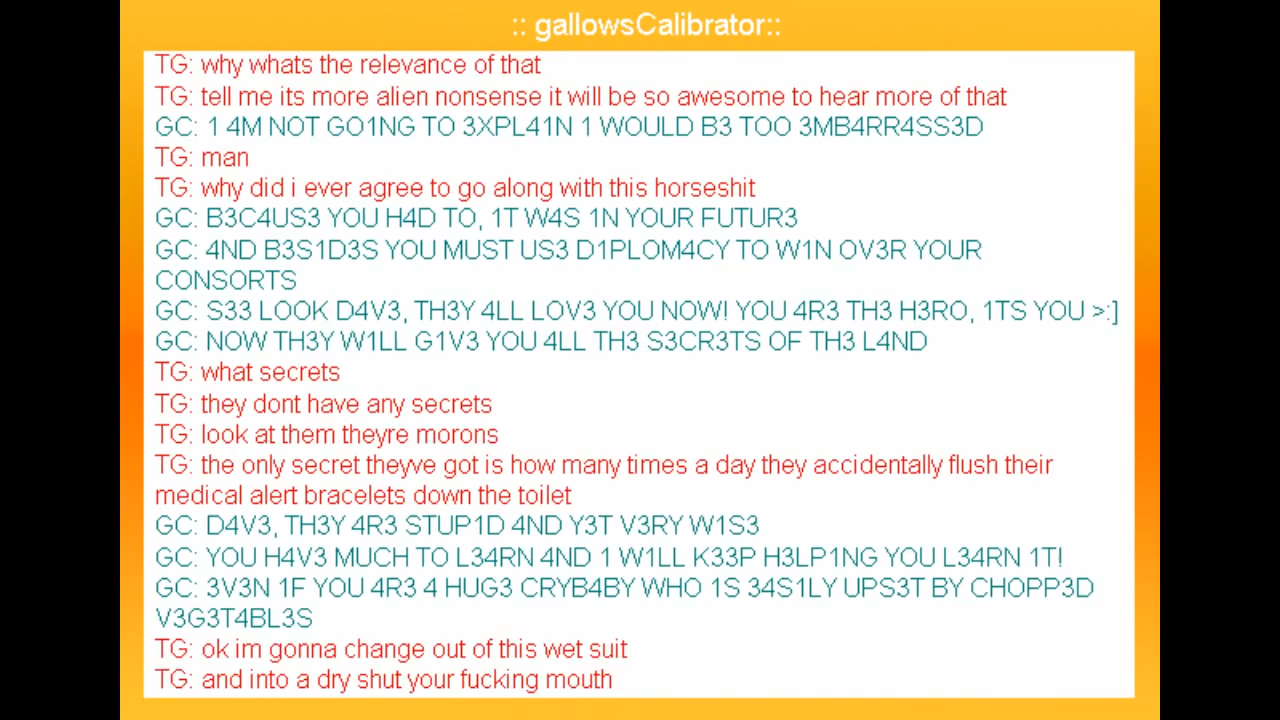 :: gallowsCalibrator::
TG: why whats the relevance of that
TG: tell me its more alien nonsense it will be so awesome to hear more of that
GC: 1 4M NOT GO1NG TO 3XPL41N 1 WOULD B3 TOO 3MB4RR4SS3D
TG: man
TG: why did i ever agree to go along with this horseshit
GC: B3C4US3 YOU H4D TO, 1T W4S 1N YOUR FUTUR3
GC: 4ND B3S1D3S YOU MUST US3 D1PLOM4CY TO W1N OV3R YOUR
CONSORTS
GC: S33 LOOK D4V3, TH3Y 4LL LOV3 YOU NOW! YOU 4R3 TH3 H3RO, 1TS YOU >:]
GC: NOW TH3Y W1LL G1V3 YOU 4LL TH3 S3CR3TS OF TH3 L4ND
TG: what secrets
TG: they dont have any secrets
TG: look at them theyre morons
TG: the only secret theyve got is how many times a day they accidentally flush their
medical alert bracelets down the toilet
GC: D4V3, TH3Y 4R3 STUP1D 4ND Y3T V3RY W1S3
GC: YOU H4V3 MUCH TO L34RN 4ND 1 W1LL K33P H3LP1NG YOU L34RN 1T!
GC: 3V3N 1F YOU 4R3 4 HUG3 CRYB4BY WHO 1S 34S1LY UPS3T BY CHOPP3D
V3G3T4BL3S
TG: ok im gonna change out of this wet suit
TG: and into a dry shut your fucking mouth